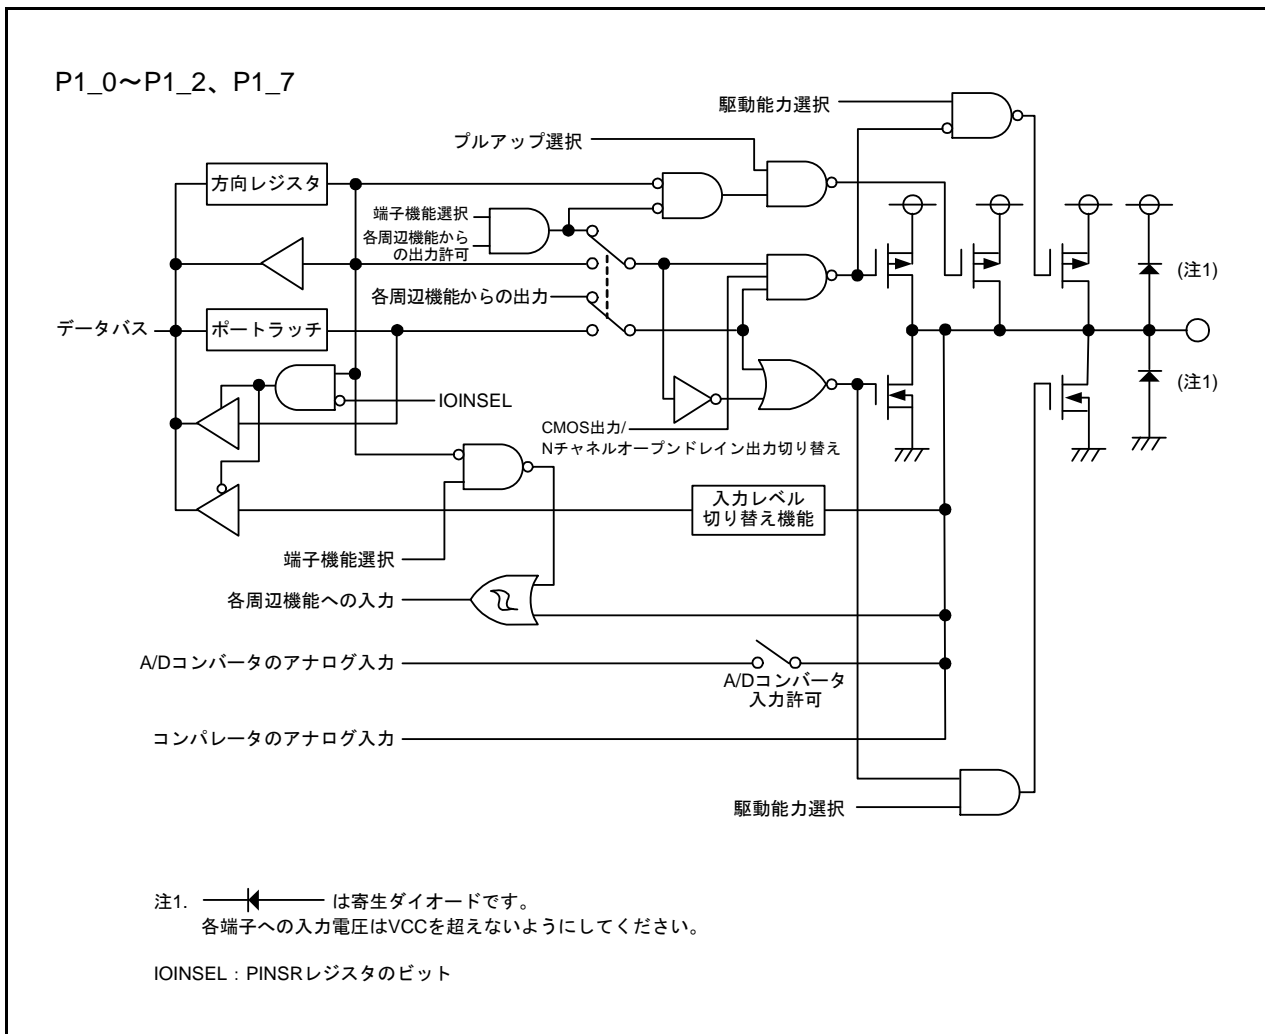 P1_0～P1_2、P1_7
駆動能力選択
プルアップ選択
方向レジスタ
端子機能選択
各周辺機能から
の出力許可
(注1)
各周辺機能からの出力
データバス
ポートラッチ
(注1)
IOINSEL
CMOS出力/
Nチャネルオープンドレイン出力切り替え
入力レベル
切り替え機能
端子機能選択
各周辺機能への入力
A/Dコンバータのアナログ入力
A/Dコンバータ
入力許可
コンパレータのアナログ入力
駆動能力選択
注1. は寄生ダイオードです。
各端子への入力電圧はVCCを超えないようにしてください。
IOINSEL：PINSRレジスタのビット